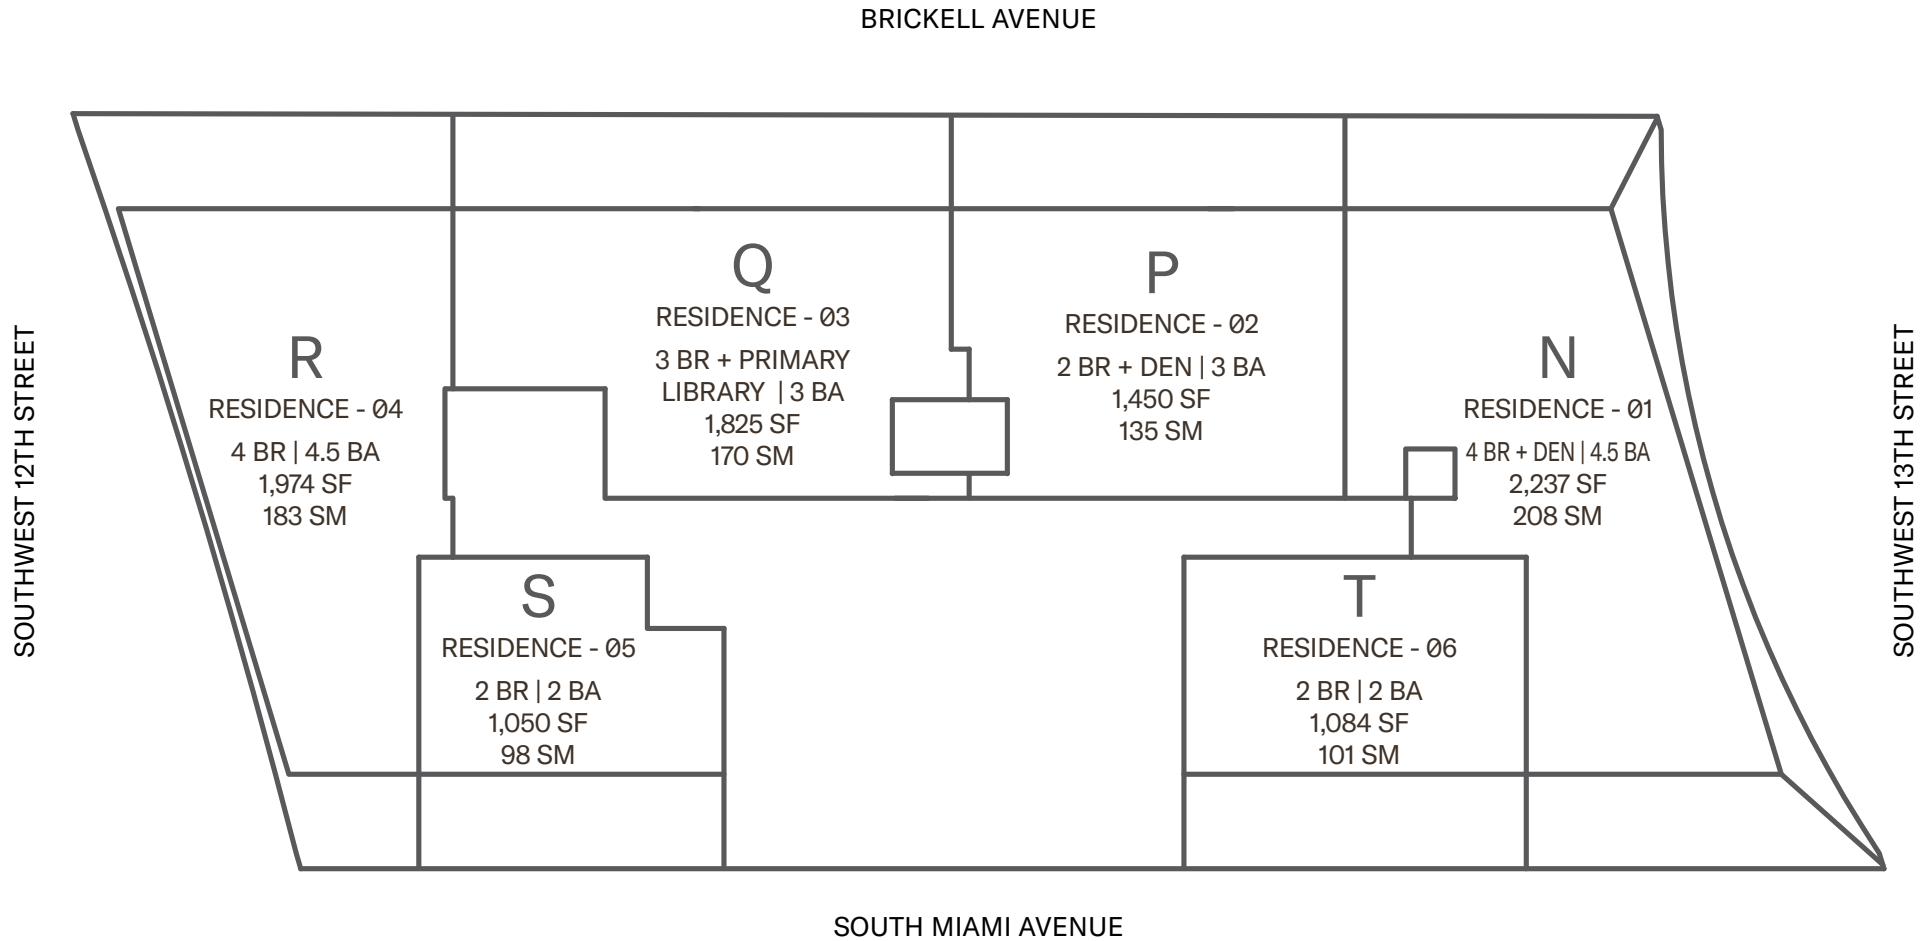 BRICKELL AVENUE
SOUTHWEST 12TH STREET
R
RESIDENCE - 04
4 BR | 4.5 BA
1,974 SF
183 SM
Q
RESIDENCE - 03
3 BR + PRIMARY
LIBRARY | 3 BA
1,825 SF
170 SM
P
RESIDENCE - 02
2 BR + DEN | 3 BA
1,450 SF
135 SM
N
RESIDENCE - 01
4 BR + DEN | 4.5 BA
2,237 SF
208 SM
SOUTHWEST 13TH STREET
S
RESIDENCE - 05
2 BR | 2 BA
1,050 SF
98 SM
T
RESIDENCE - 06
2 BR | 2 BA
1,084 SF
101 SM
SOUTH MIAMI AVENUE